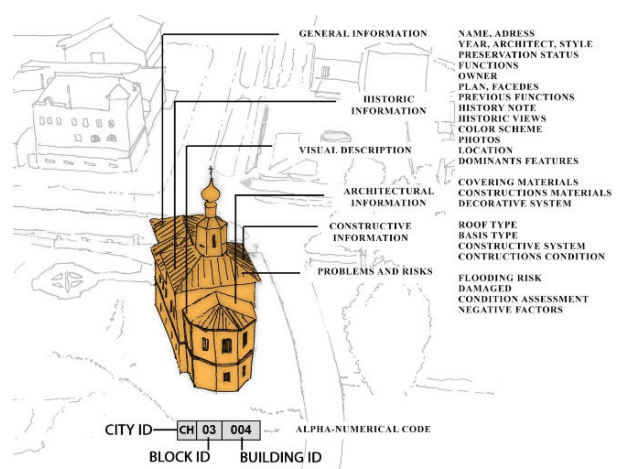 GENERAL INFORMATION
HISTORIC
INFORMATION
VISUAL DESCRIPTION
ARCHITECTURAL
INFORMATION
CONSTRUCTIVE
INFORMATION
PROBLEMS AND RISKS
NAME, ADRESS
YEAR, ARCHITECT, STYLE
PRESERVATION STATUS
FUNCTIONS
OWNER
PLAN, FACEDES
PREVIOUS FUNCTIONS
HISTORY NOTE
HISTORIC VIEWS
COLOR SCHEME
PHOTOS
LOCATION
DOMINANTS FEATURES
COVERING MATERIALS
CONSTRUCTIONS MATERIALS
DECORATIVE SYSTEM
ROOF TYPE
BASIS TYPE
CONSTRUCTIVE SYSTEM
CONTRUCTIONS CONDITION
FLOODING RISK
DAMAGED
CONDITION ASSESSMENT
NEGATIVE FACTORS
CITY ID CH 03 004 ALPHA-NUMERICAL CODE
BLOCK ID BUILDING ID